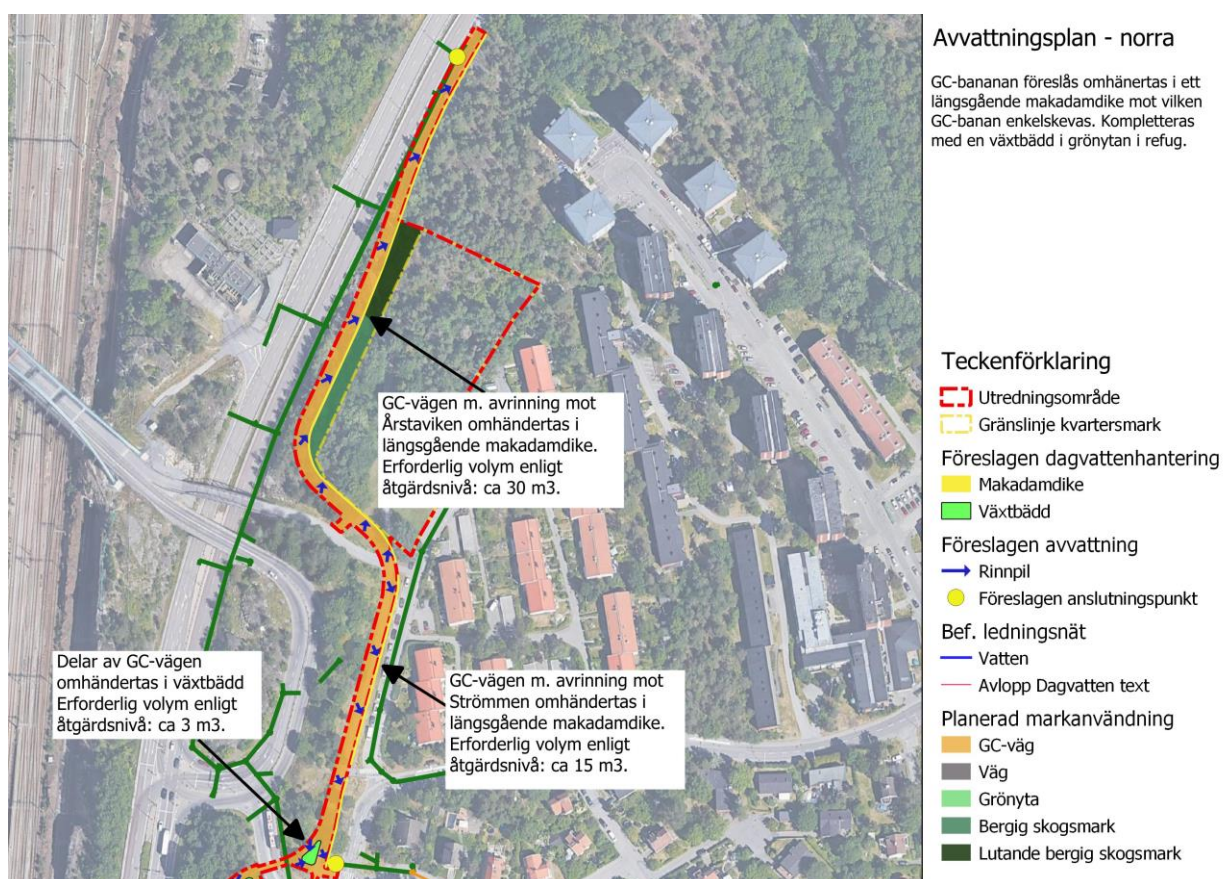 Avvattningsplan - norra
GC-bananan föreslås omhänertas i ett
längsgående makadamdike mot vilken
GC-banan enkelskevas. Kompletteras
med en växtbädd i grönytan i refug.
GC-vägen m. avrinning mot
Årstaviken omhändertas i
längsgående makadamdike.
Erforderlig volym enligt
åtgärdsnivå: ca 30 m3.
Delar av GC-vägen
omhändertas i växtbädd
Erforderlig volym enligt
åtgärdsnivå: ca 3 m3.
GC-vägen m. avrinning mot
Strömmen omhändertas i
längsgående makadamdike.
Erforderlig volym enligt
åtgärdsnivå: ca 15 m3.
Teckenförklaring
Utredningsområde
Gränslinje kvartersmark
Föreslagen dagvattenhantering
Makadamdike
Växtbädd
Föreslagen avvattning
Rinnpil
Föreslagen anslutningspunkt
Bef. ledningsnät
Vatten
Avlopp Dagvatten text
Planerad markanvändning
GC-väg
Väg
Grönyta
Bergig skogsmark
Lutande bergig skogsmark